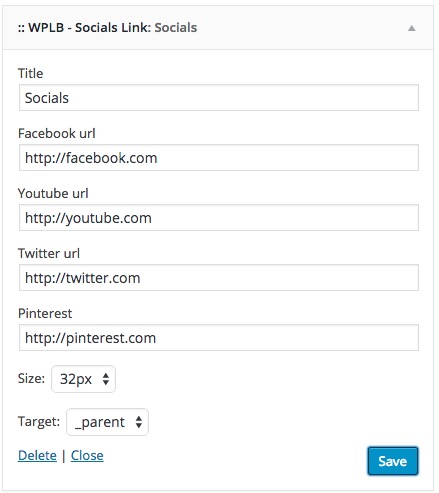 :: WPLB - Socials Link: Socials
Title
Socials
Facebook url
http://facebook.com
Youtube url
http://youtube.com
Twitter url
http://twitter.com
Pinterest
http://pinterest.com
Size: 32px
Target: _parent
Delete | Close Save